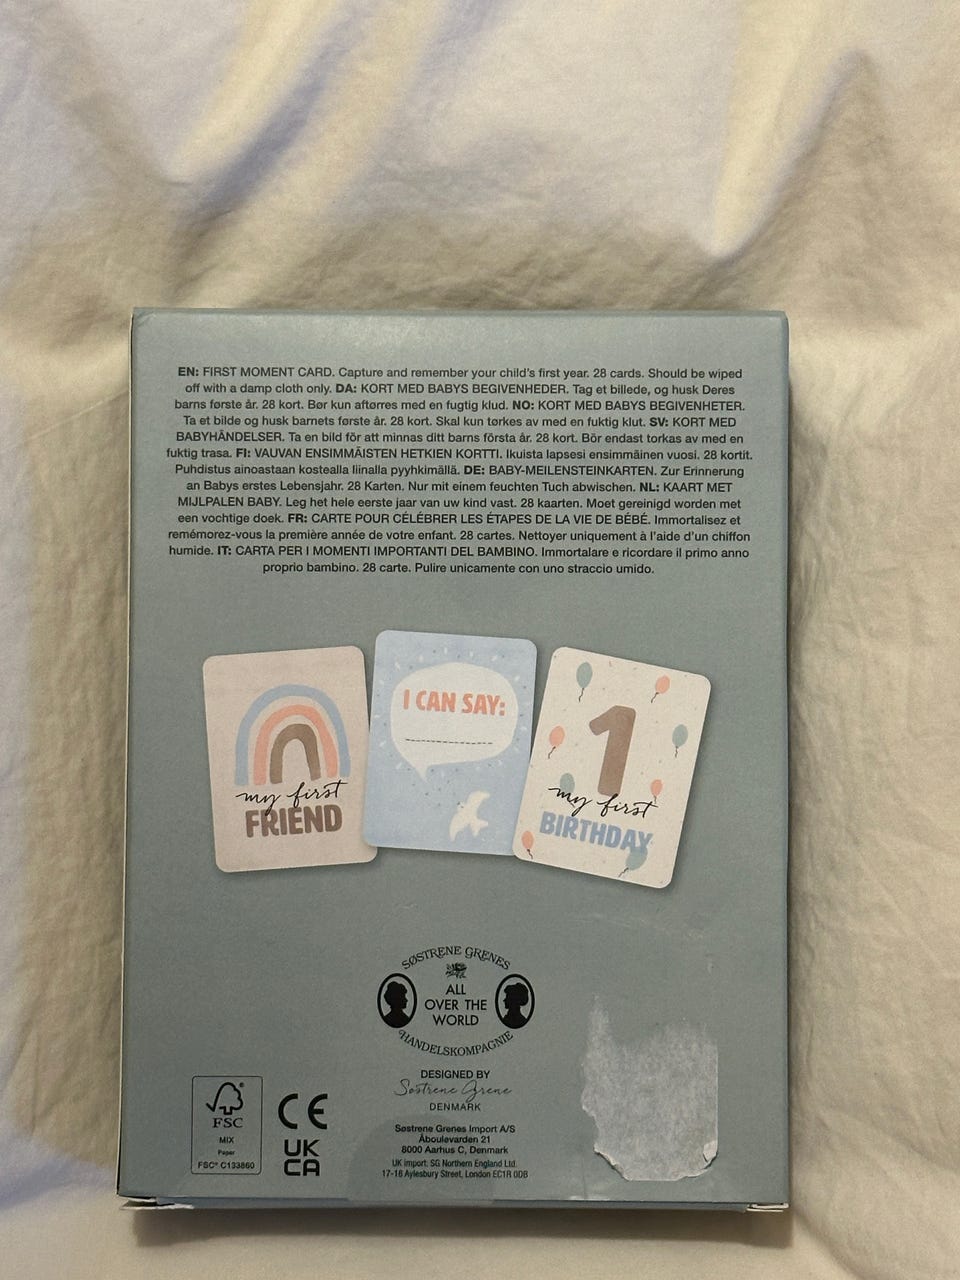 EN: FIRST MOMENT CARD. Capture and remember your child's first year. 28 cards. Should be wiped
off with a damp cloth only. DA: KORT MED BABYS BEGIVENHEDER. Tag et billede, og husk Deres
barns første år. 28 kort. Bør kun aftørres med en fugtig klud. NO: KORT MED BABYS BEGIVENHETER.
Ta et bilde og husk barnets første år. 28 kort. Skal kun tørkes av med en fuktig klut. SV: KORT MED
BABYHÄNDELSER. Ta en bild för att minnas ditt barns första år. 28 kort. Bör endast torkas av med en
fuktig trasa. FI: VAUVAN ENSIMMÄISTEN HETKIEN KORTTI. Ikuista lapsesi ensimmäinen vuosi. 28 kortit.
Puhdistus ainoastaan kostealla liinalla pyyhkimällä. DE: BABY-MEILENSTEINKARTEN. Zur Erinnerung
an Babys erstes Lebensjahr. 28 Karten. Nur mit einem feuchten Tuch abwischen. NL: KAART MET
MIJLPALEN BABY. Leg het hele eerste jaar van uw kind vast. 28 kaarten. Moet gereinigd worden met
een vochtige doek. FR: CARTE POUR CÉLÉBRER LES ÉTAPES DE LA VIE DE BÉBÉ. Immortalisez et
remémorez-vous la première année de votre enfant. 28 cartes. Nettoyer uniquement à l'aide d'un chiffon
humide. IT: CARTA PER I MOMENTI IMPORTANTI DEL BAMBINO. Immortalare e ricordare il primo anno
proprio bambino. 28 carte. Pulire unicamente con uno straccio umido.
my first
FRIEND
I CAN SAY:
1
my first
BIRTHDAY
SØSTRENE GRENES
ALL
OVER THE
WORLD
HANDELSKOMPAGNIE
DESIGNED BY
Søstrene Grene
DENMARK
Søstrene Grenes Import A/S
Åboulevarden 21
8000 Aarhus C, Denmark
UK import: SG Northern England Ltd.
17-18 Aylesbury Street, London EC1R 0DB
FSC®
MIX
Paper
FSC® C133860
CE
UK
CA